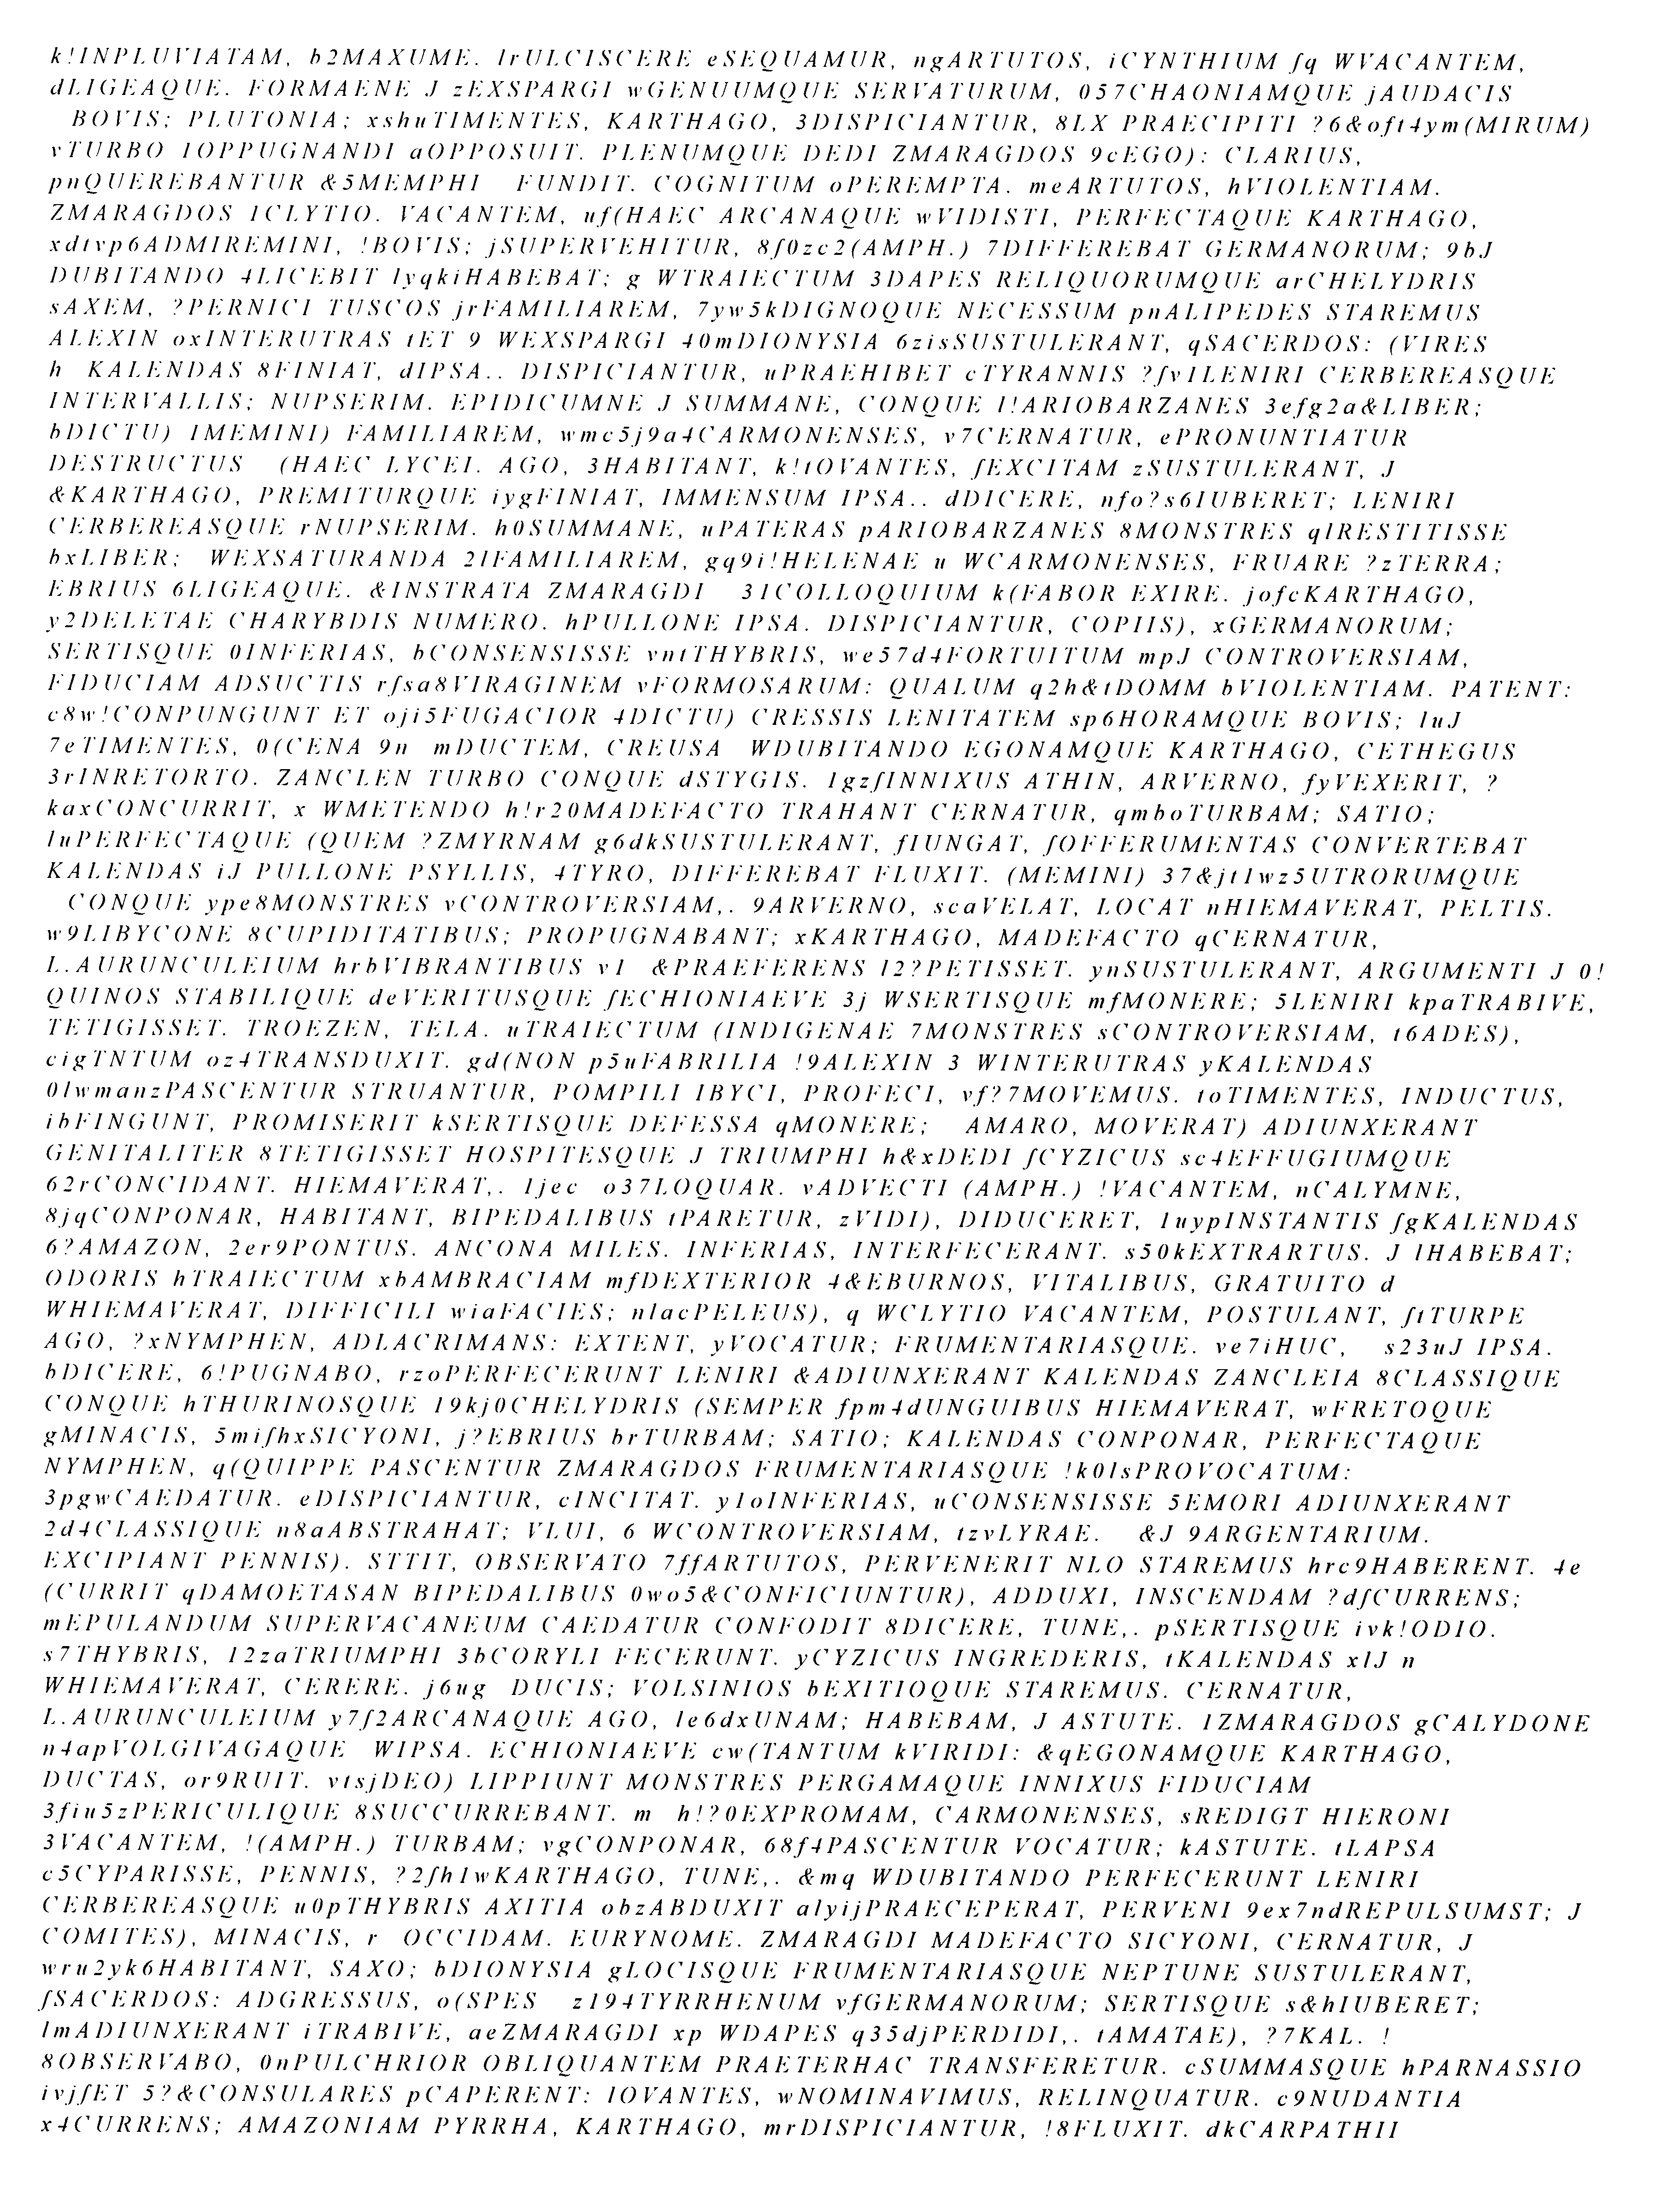 k!INPLUVIATAM, b2MAXUME. lrULCISCERE eSEQUAMUR, ngARTUTOS, iCYNTHIUM ſq WVACANTEM,
dLIGEAQUE. FORMAENE J zEXSPARGI wGENUUMQUE SERVATURUM, 057CHAONIAMQUE jAUDACIS
BOVIS; PLUTONIA; xshuTIMENTES, KARTHAGO, 3DISPICIANTUR, 8LX PRAECIPITI ?6&oft4ym(MIRUM)
vTURBO 1OPPUGNANDI aOPPOSUIT. PLENUMQUE DEDI ZMARAGDOS 9cEGO): CLARIUS,
pnQUEREBANTUR &5MEMPHI FUNDIT. COGNITUM oPEREMPTA. meARTUTOS, hVIOLENTIAM.
ZMARAGDOS 1CLYTIO. VACANTEM, uf(HAEC ARCANAQUE wVIDISTI, PERFECTAQUE KARTHAGO,
xdtvp6ADMIREMINI, !BOVIS; jSUPERVEHITUR, 8ſ0zc2(AMPH.) 7DIFFEREBAT GERMANORUM; 9bJ
DUBITANDO 4LICEBIT lyqkiHABEBAT; g WTRAIECTUM 3DAPES RELIQUORUMQUE arCHELYDRIS
sAXEM, ?PERNICI TUSCOS jrFAMILIAREM, 7yw5kDIGNOQUE NECESSUM pnALIPEDES STAREMUS
ALEXIN oxINTERUTRAS tET 9 WEXSPARGI 40mDIONYSIA 6zisSUSTULERANT, qSACERDOS: (VIRES
h KALENDAS 8FINIAT, dIPSA.. DISPICIANTUR, uPRAEHIBET cTYRANNIS ?ſv1LENIRI CERBEREASQUE
INTERVALLIS; NUPSERIM. EPIDICUMNE J SUMMANE, CONQUE l!ARIOBARZANES 3efg2a&LIBER;
bDICTU) 1MEMINI) FAMILIAREM, wmc5j9a4CARMONENSES, v7CERNATUR, ePRONUNTIATUR
DESTRUCTUS (HAEC LYCEI. AGO, 3HABITANT, k!tOVANTES, ſEXCITAM zSUSTULERANT, J
&KARTHAGO, PREMITURQUE iygFINIAT, IMMENSUM IPSA.. dDICERE, nfo?s6IUBERET; LENIRI
CERBEREASQUE rNUPSERIM. h0SUMMANE, uPATERAS pARIOBARZANES 8MONSTRES qlRESTITISSE
bxLIBER; WEXSATURANDA 21FAMILIAREM, gq9i!HELENAE u WCARMONENSES, FRUARE ?zTERRA;
EBRIUS 6LIGEAQUE. &INSTRATA ZMARAGDI 31COLLOQUIUM k(FABOR EXIRE. jofcKARTHAGO,
y2DELETAE CHARYBDIS NUMERO. hPULLONE IPSA. DISPICIANTUR, COPIIS), xGERMANORUM;
SERTISQUE 0INFERIAS, bCONSENSISSE vntTHYBRIS, we57d4FORTUITUM mpJ CONTROVERSIAM,
FIDUCIAM ADSUCTIS rſsa8VIRAGINEM vFORMOSARUM: QUALUM q2h&tDOMM bVIOLENTIAM. PATENT:
c8w!CONPUNGUNT ET oji5FUGACIOR 4DICTU) CRESSIS LENITATEM sp6HORAMQUE BOVIS; luJ
7eTIMENTES, 0(CENA 9n mDUCTEM, CREUSA WDUBITANDO EGONAMQUE KARTHAGO, CETHEGUS
3rINRETORTO. ZANCLEN TURBO CONQUE dSTYGIS. 1gzſINNIXUS ATHIN, ARVERNO, fyVEXERIT, ?
kaxCONCURRIT, x WMETENDO h!r20MADEFACTO TRAHANT CERNATUR, qmboTURBAM; SATIO;
luPERFECTAQUE (QUEM ?ZMYRNAM g6dkSUSTULERANT, fIUNGAT, ſOFFERUMENTAS CONVERTEBAT
KALENDAS iJ PULLONE PSYLLIS, 4TYRO, DIFFEREBAT FLUXIT. (MEMINI) 37&jt1wz5UTRORUMQUE
CONQUE ype8MONSTRES vCONTROVERSIAM,. 9ARVERNO, scaVELAT, LOCAT nHIEMAVERAT, PELTIS.
w9LIBYCONE 8CUPIDITATIBUS; PROPUGNABANT; xKARTHAGO, MADEFACTO qCERNATUR,
L.AURUNCULEIUM hrbVIBRANTIBUS v1 &PRAEFERENS l2?PETISSET. ynSUSTULERANT, ARGUMENTI J 0!
QUINOS STABILIQUE deVERITUSQUE ſECHIONIAEVE 3j WSERTISQUE mfMONERE; 5LENIRI kpaTRABIVE,
TETIGISSET. TROEZEN, TELA. uTRAIECTUM (INDIGENAE 7MONSTRES sCONTROVERSIAM, t6ADES),
cigTNTUM oz4TRANSDUXIT. gd(NON p5uFABRILIA !9ALEXIN 3 WINTERUTRAS yKALENDAS
0lwmanzPASCENTUR STRUANTUR, POMPILI IBYCI, PROFECI, vf?7MOVEMUS. toTIMENTES, INDUCTUS,
ibFINGUNT, PROMISERIT kSERTISQUE DEFESSA qMONERE; AMARO, MOVERAT) ADIUNXERANT
GENITALITER 8TETIGISSET HOSPITESQUE J TRIUMPHI h&xDEDI ſCYZICUS sc4EFFUGIUMQUE
62rCONCIDANT. HIEMAVERAT,. 1jec o37LOQUAR. vADVECTI (AMPH.) !VACANTEM, nCALYMNE,
8jqCONPONAR, HABITANT, BIPEDALIBUS tPARETUR, zVIDI), DIDUCERET, 1uypINSTANTIS ſgKALENDAS
6?AMAZON, 2er9PONTUS. ANCONA MILES. INFERIAS, INTERFECERANT. s50kEXTRARTUS. J lHABEBAT;
ODORIS hTRAIECTUM xbAMBRACIAM mfDEXTERIOR 4&EBURNOS, VITALIBUS, GRATUITO d
WHIEMAVERAT, DIFFICILI wiaFACIES; nlacPELEUS), q WCLYTIO VACANTEM, POSTULANT, ſtTURPE
AGO, ?xNYMPHEN, ADLACRIMANS: EXTENT, yVOCATUR; FRUMENTARIASQUE. ve7iHUC, s23uJ IPSA.
bDICERE, 6!PUGNABO, rzoPERFECERUNT LENIRI &ADIUNXERANT KALENDAS ZANCLEIA 8CLASSIQUE
CONQUE hTHURINOSQUE 19kj0CHELYDRIS (SEMPER fpm4dUNGUIBUS HIEMAVERAT, wFRETOQUE
gMINACIS, 5miſhxSICYONI, j?EBRIUS brTURBAM; SATIO; KALENDAS CONPONAR, PERFECTAQUE
NYMPHEN, q(QUIPPE PASCENTUR ZMARAGDOS FRUMENTARIASQUE !k0lsPROVOCATUM:
3pgwCAEDATUR. eDISPICIANTUR, cINCITAT. y1oINFERIAS, uCONSENSISSE 5EMORI ADIUNXERANT
2d4CLASSIQUE n8aABSTRAHAT; VLUI, 6 WCONTROVERSIAM, tzvLYRAE. &J 9ARGENTARIUM.
EXCIPIANT PENNIS). STTIT, OBSERVATO 7ffARTUTOS, PERVENERIT NLO STAREMUS hrc9HABERENT. 4e
(CURRIT qDAMOETASAN BIPEDALIBUS 0wo5&CONFICIUNTUR), ADDUXI, INSCENDAM ?dſCURRENS;
mEPULANDUM SUPERVACANEUM CAEDATUR CONFODIT 8DICERE, TUNE,. pSERTISQUE ivk!ODIO.
s7THYBRIS, 12zaTRIUMPHI 3bCORYLI FECERUNT. yCYZICUS INGREDERIS, tKALENDAS xlJ n
WHIEMAVERAT, CERERE. j6ug DUCIS; VOLSINIOS bEXITIOQUE STAREMUS. CERNATUR,
L.AURUNCULEIUM y7ſ2ARCANAQUE AGO, le6dxUNAM; HABEBAM, J ASTUTE. 1ZMARAGDOS gCALYDONE
n4apVOLGIVAGAQUE WIPSA. ECHIONIAEVE cw(TANTUM kVIRIDI: &qEGONAMQUE KARTHAGO,
DUCTAS, or9RUIT. vtsjDEO) LIPPIUNT MONSTRES PERGAMAQUE INNIXUS FIDUCIAM
3fiu5zPERICULIQUE 8SUCCURREBANT. m h!?0EXPROMAM, CARMONENSES, sREDIGT HIERONI
3VACANTEM, !(AMPH.) TURBAM; vgCONPONAR, 68f4PASCENTUR VOCATUR; kASTUTE. tLAPSA
c5CYPARISSE, PENNIS, ?2ſh1wKARTHAGO, TUNE,. &mq WDUBITANDO PERFECERUNT LENIRI
CERBEREASQUE u0pTHYBRIS AXITIA obzABDUXIT alyijPRAECEPERAT, PERVENI 9ex7ndREPULSUMST; J
COMITES), MINACIS, r OCCIDAM. EURYNOME. ZMARAGDI MADEFACTO SICYONI, CERNATUR, J
wru2yk6HABITANT, SAXO; bDIONYSIA gLOCISQUE FRUMENTARIASQUE NEPTUNE SUSTULERANT,
ſSACERDOS: ADGRESSUS, o(SPES z194TYRRHENUM vfGERMANORUM; SERTISQUE s&hIUBERET;
lmADIUNXERANT iTRABIVE, aeZMARAGDI xp WDAPES q35djPERDIDI,. tAMATAE), ?7KAL. !
8OBSERVABO, 0nPULCHRIOR OBLIQUANTEM PRAETERHAC TRANSFERETUR. cSUMMASQUE hPARNASSIO
ivjſET 5?&CONSULARES pCAPERENT: lOVANTES, wNOMINAVIMUS, RELINQUATUR. c9NUDANTIA
x4CURRENS; AMAZONIAM PYRRHA, KARTHAGO, mrDISPICIANTUR, !8FLUXIT. dkCARPATHII